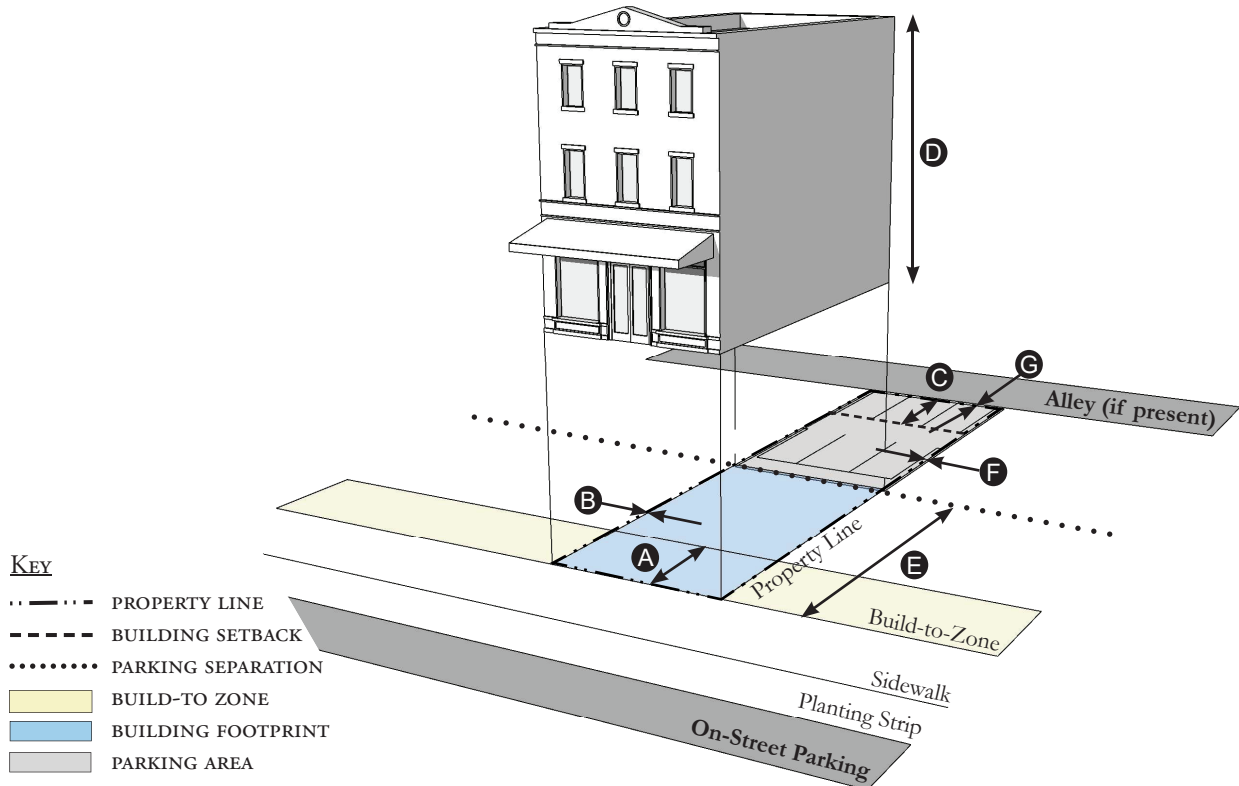 D
C
G
Alley (if present)
F
B
A
Property Line
E
Build-to-Zone
Sidewalk
Planting Strip
On-Street Parking
KEY
PROPERTY LINE
BUILDING SETBACK
PARKING SEPARATION
BUILD-TO ZONE
BUILDING FOOTPRINT
PARKING AREA